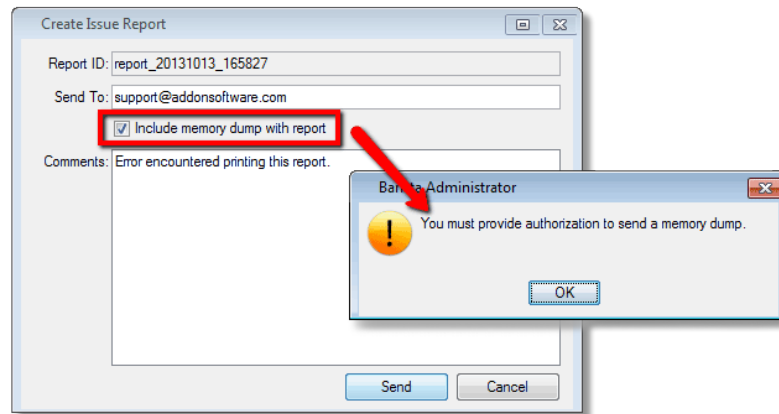 Create Issue Report
Report ID: report_20131013_165827
Send To: support@addonsoftware.com
Include memory dump with report
Comments: Error encountered printing this report.
Administrator
You must provide authorization to send a memory dump.
OK
Send Cancel